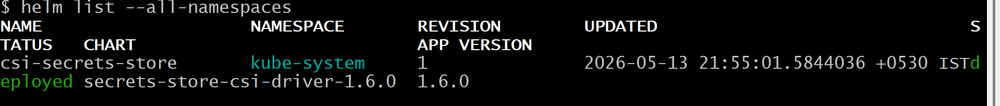 $ helm list --all-namespaces
NAME                    NAMESPACE       REVISION        UPDATED                              S
TATUS   CHART                           APP VERSION
csi-secrets-store       kube-system     1               2026-05-13 21:55:01.5844036 +0530 ISTd
eployed secrets-store-csi-driver-1.6.0  1.6.0